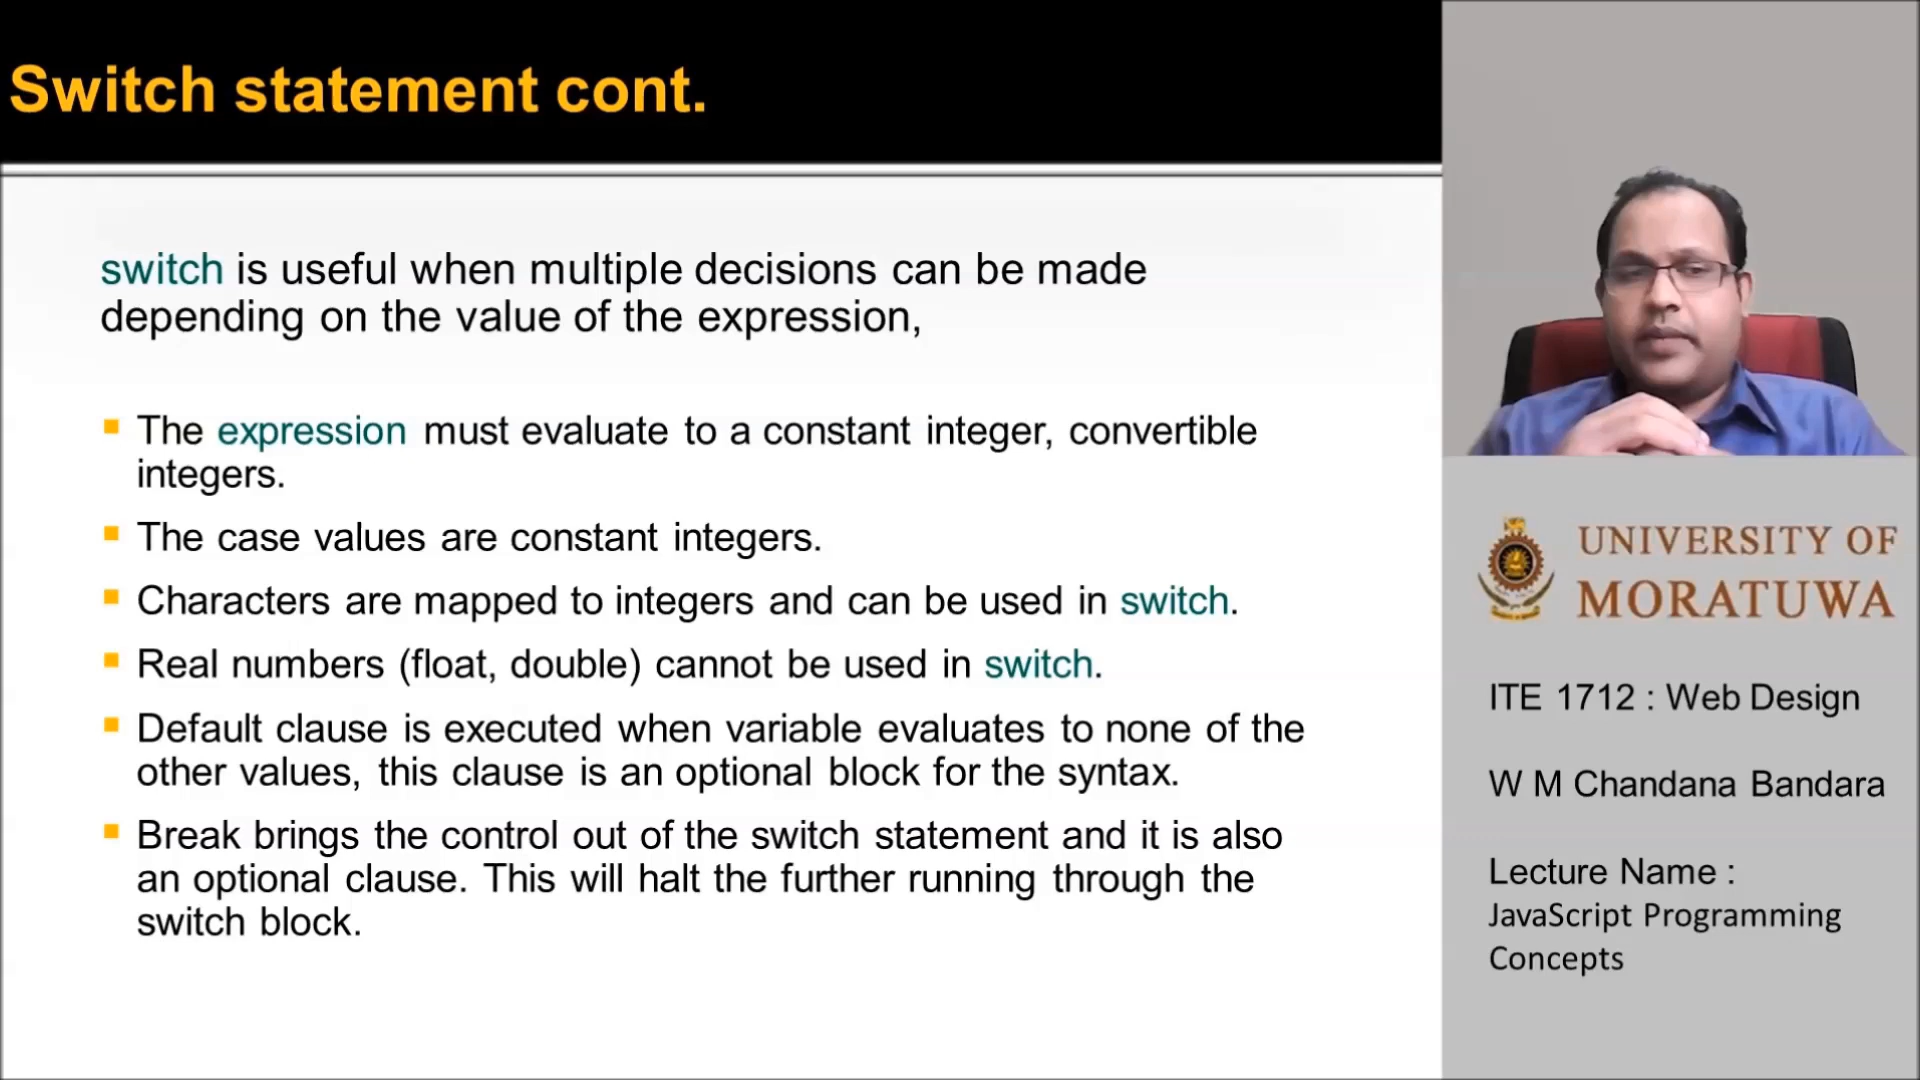 Switch statement cont.
switch is useful when multiple decisions can be made
depending on the value of the expression,
The expression must evaluate to a constant integer, convertible
integers.
The case values are constant integers.
Characters are mapped to integers and can be used in switch.
Real numbers (float, double) cannot be used in switch.
Default clause is executed when variable evaluates to none of the
other values, this clause is an optional block for the syntax.
Break brings the control out of the switch statement and it is also
an optional clause. This will halt the further running through the
switch block.
UNIVERSITY OF
MORATUWA
ITE 1712 : Web Design
W M Chandana Bandara
Lecture Name :
JavaScript Programming
Concepts